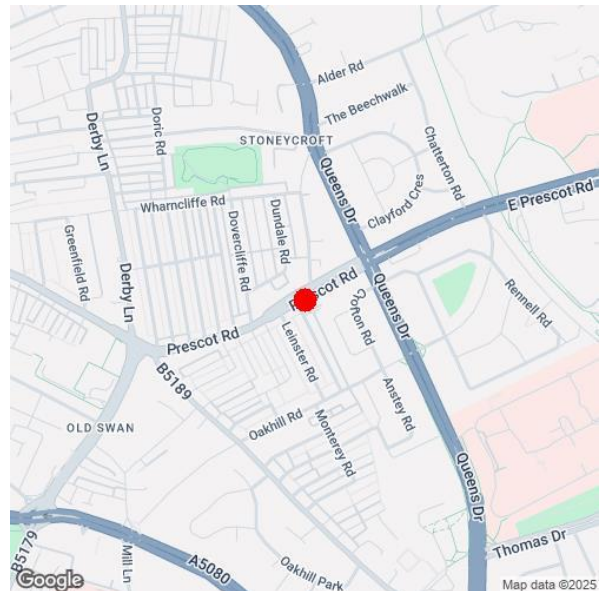 Alder Rd
The Beechwalk
Doric Rd
Derby Ln
STONEYCROFT
Chatterton Rd
Queens Dr
E Prescot Rd
Wharncliffe Rd
Clayford Cres
Dundale Rd
Dovercliffe Rd
Greenfield Rd
Derby Ln
Prescot Rd
Crofton Rd
Queens Dr
Rennell Rd
Prescot Rd
Leinster Rd
B5189
Anstey Rd
Oakhill Rd
OLD SWAN
Monterey Rd
Queens Dr
B5179
Mill Ln
A5080
Oakhill Park
Thomas Dr
Google
Map data ©2025